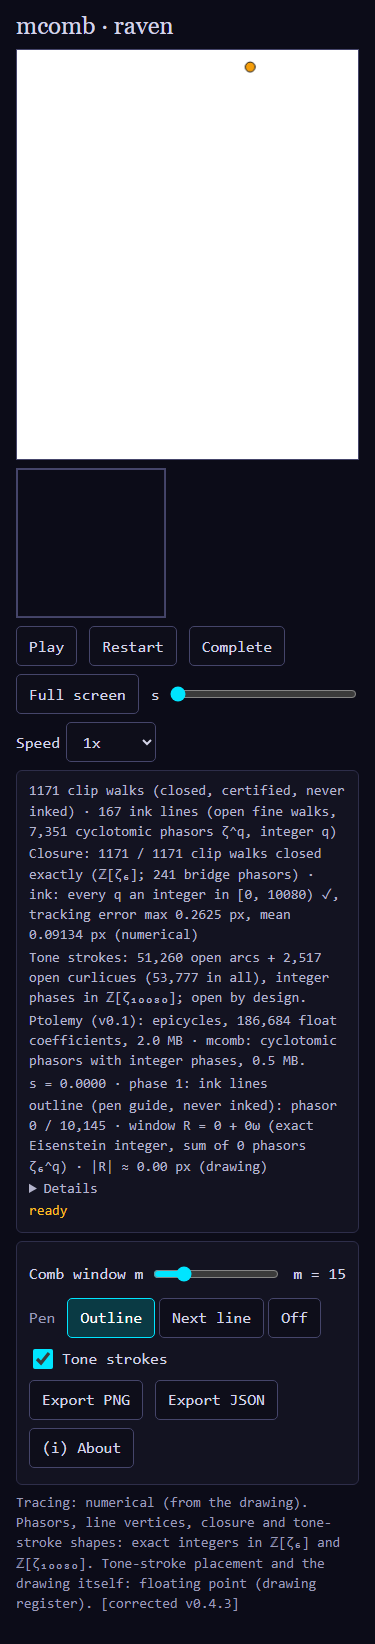 mcomb · raven
Play Restart Complete
Full screen s
Speed 1x
1171 clip walks (closed, certified, never
inked) · 167 ink lines (open fine walks,
7,351 cyclotomic phasors ζ^q, integer q)
Closure: 1171 / 1171 clip walks closed
exactly (ℤ[ζ₆]; 241 bridge phasors) ·
ink: every q an integer in [0, 10080) ✓,
tracking error max 0.2625 px, mean
0.09134 px (numerical)
Tone strokes: 51,260 open arcs + 2,517
open curlicues (53,777 in all), integer
phases in ℤ[ζ₁₀₀₈₀]; open by design.
Ptolemy (v0.1): epicycles, 186,684 float
coefficients, 2.0 MB · mcomb: cyclotomic
phasors with integer phases, 0.5 MB.
s = 0.0000 · phase 1: ink lines
outline (pen guide, never inked): phasor
0 / 10,145 · window R = 0 + 0ω (exact
Eisenstein integer, sum of 0 phasors
ζ₆^q) · |R| ≈ 0.00 px (drawing)
▶ Details
ready
Comb window m m = 15
Pen Outline Next line Off
Tone strokes
Export PNG Export JSON
(i) About
Tracing: numerical (from the drawing).
Phasors, line vertices, closure and tone-
stroke shapes: exact integers in ℤ[ζ₆] and
ℤ[ζ₁₀₀₈₀]. Tone-stroke placement and the
drawing itself: floating point (drawing
register). [corrected v0.4.3]